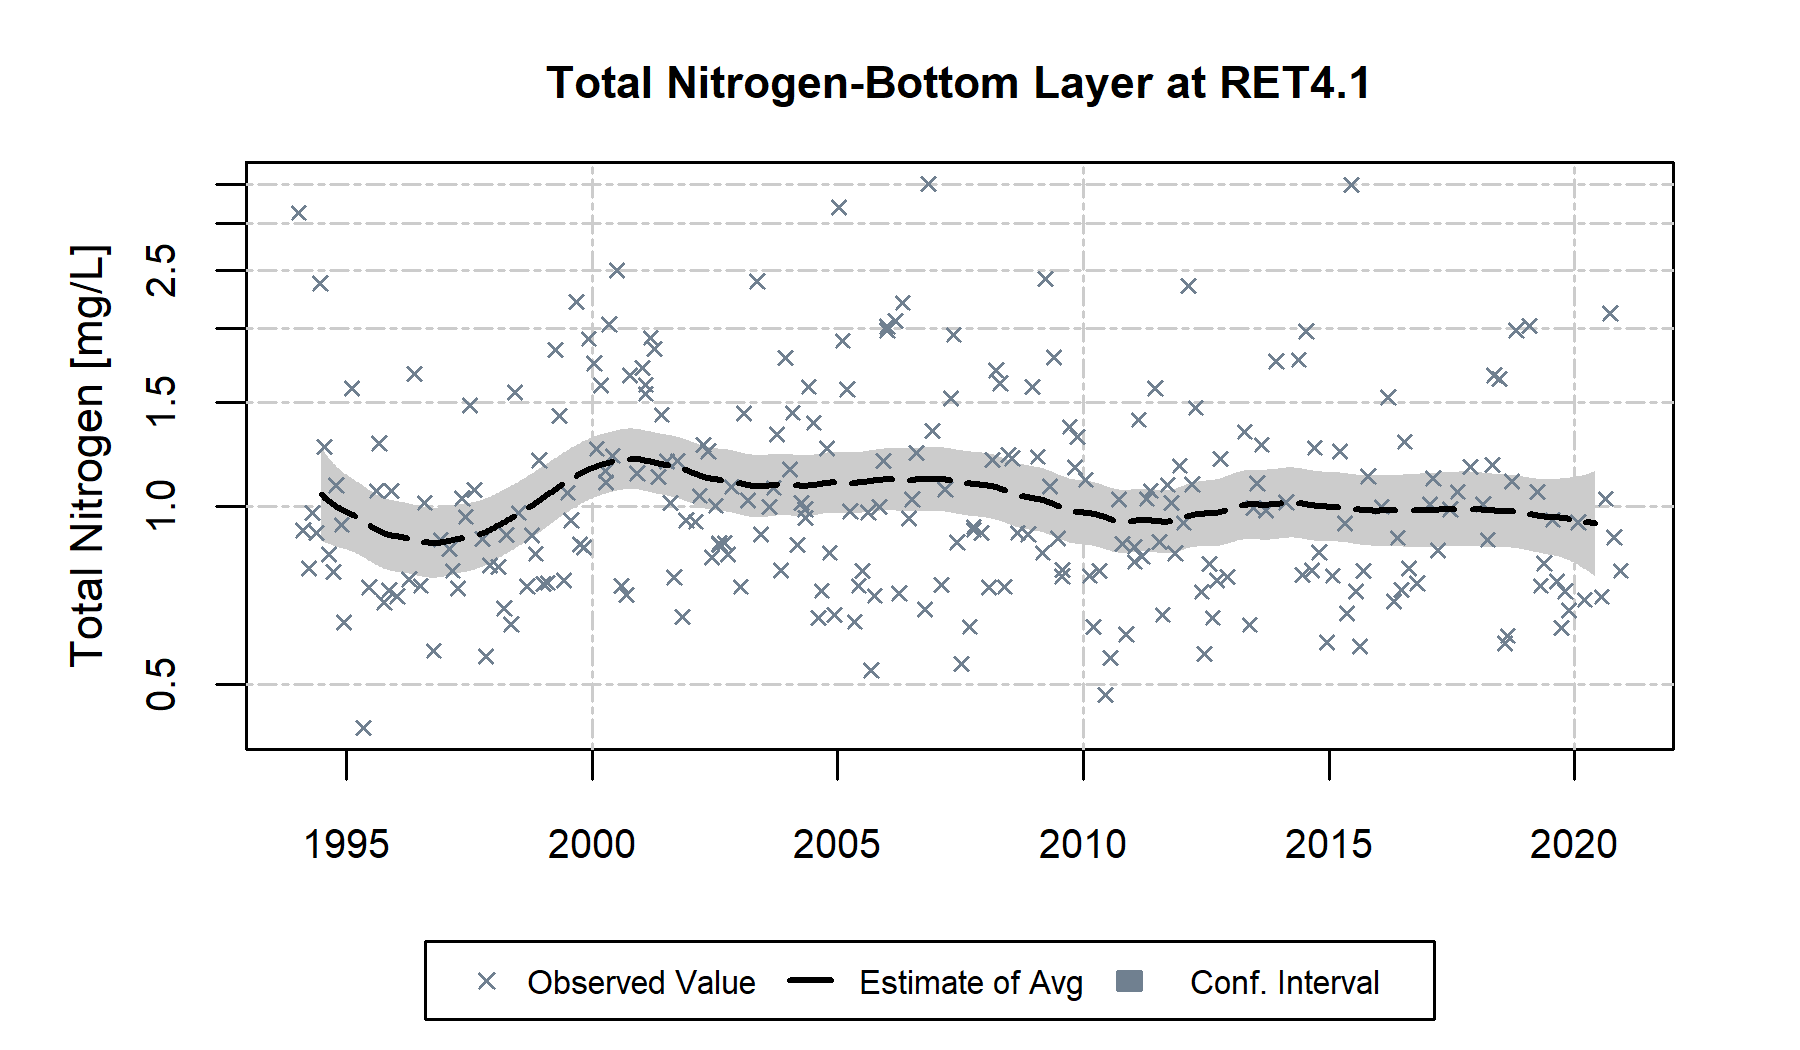 Total Nitrogen-Bottom Layer at RET4.1
Total Nitrogen [mg/L]
2.5
1.5
1.0
0.5
1995 2000 2005 2010 2015 2020
Observed Value Estimate of Avg Conf. Interval